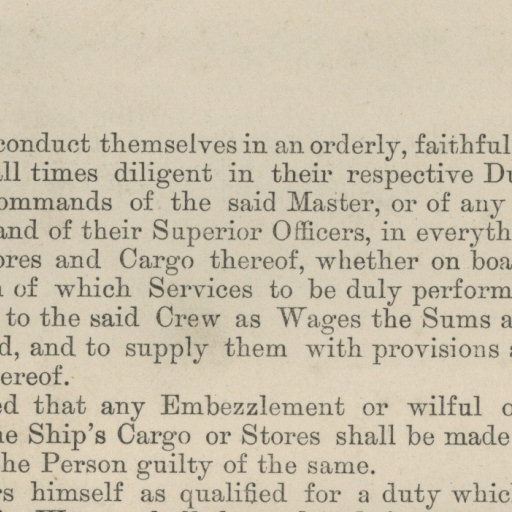 conduct themselves in an orderly, faithful,
all times diligent in their respective Du
ommands of the said Master, or of any
and of their Superior Officers, in everyth
ores and Cargo thereof, whether on boa
of which Services to be duly perform
to the said Crew as Wages the Sums a
d, and to supply them with provisions a
ereof.
ed that any Embezzlement or wilful o
he Ship's Cargo or Stores shall be made
the Person guilty of the same.
rs himself as qualified for a duty which